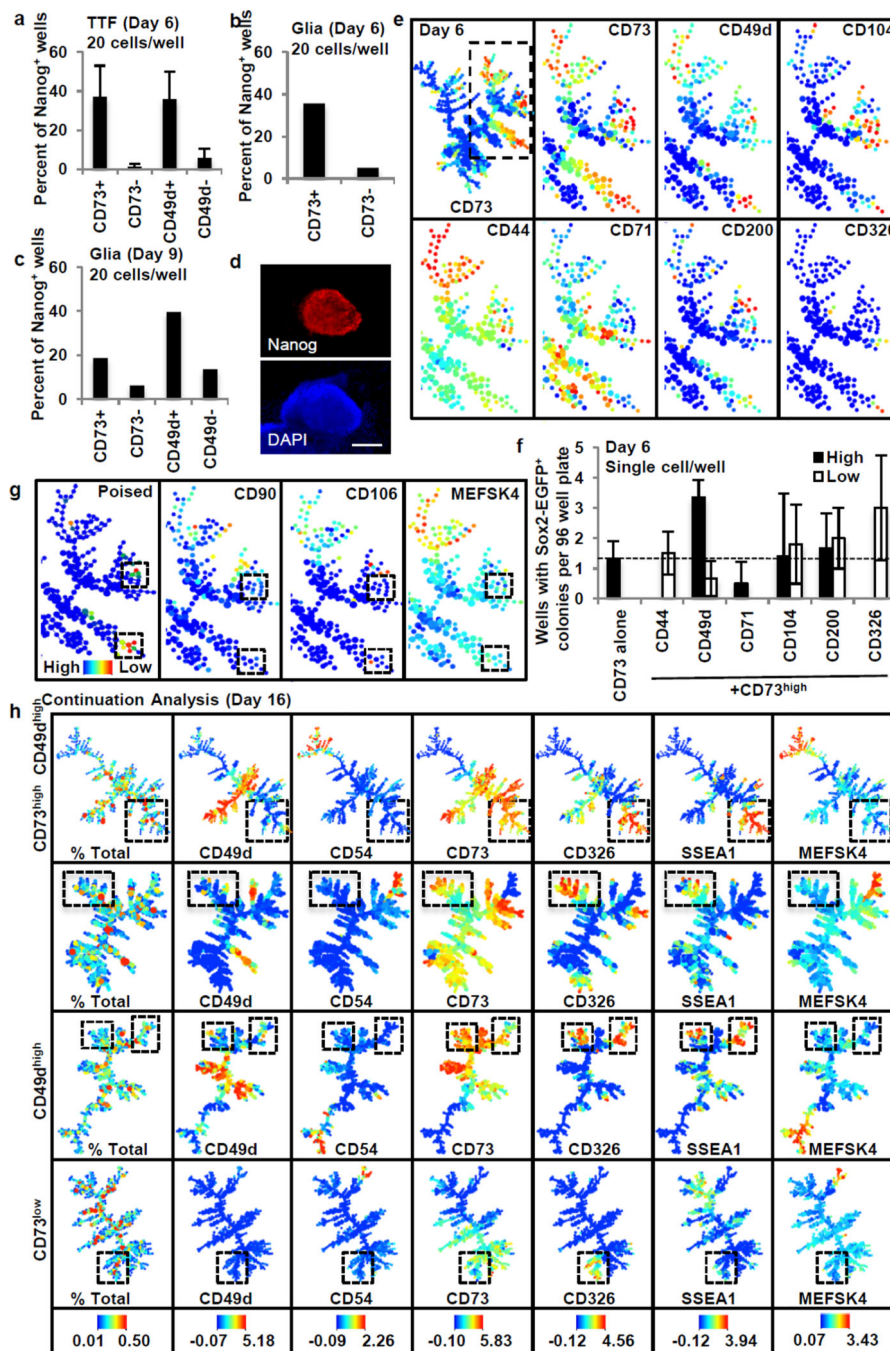 a
TTF (Day 6)
20 cells/well
Percent of Nanog⁺ wells
60
40
20
0
CD73+
CD73-
CD49d+
CD49d-
b
Glia (Day 6)
20 cells/well
Percent of Nanog⁺ wells
60
40
20
0
CD73+
CD73-
c
Glia (Day 9)
20 cells/well
Percent of Nanog⁺ wells
60
40
20
0
CD73+
CD73-
CD49d+
CD49d-
d
Nanog
DAPI
e
Day 6
CD73
CD73
CD49d
CD104
CD44
CD71
CD200
CD326
f
Day 6
Single cell/well
High
Low
Wells with Sox2-EGFP⁺
colonies per 96 well plate
5
4
3
2
1
0
CD73 alone
CD44
CD49d
CD71
CD104
CD200
CD326
+CD73ʰⁱᵍʰ
g
Poised
High
Low
CD90
CD106
MEFSK4
h
Continuation Analysis (Day 16)
CD73ʰⁱᵍʰ CD49dʰⁱᵍʰ
% Total
CD49d
CD54
CD73
CD326
SSEA1
MEFSK4
% Total
CD49d
CD54
CD73
CD326
SSEA1
MEFSK4
CD49dʰⁱᵍʰ
% Total
CD49d
CD54
CD73
CD326
SSEA1
MEFSK4
CD73ˡᵒʷ
% Total
CD49d
CD54
CD73
CD326
SSEA1
MEFSK4
0.01 0.50
-0.07 5.18
-0.09 2.26
-0.10 5.83
-0.12 4.56
-0.12 3.94
0.07 3.43